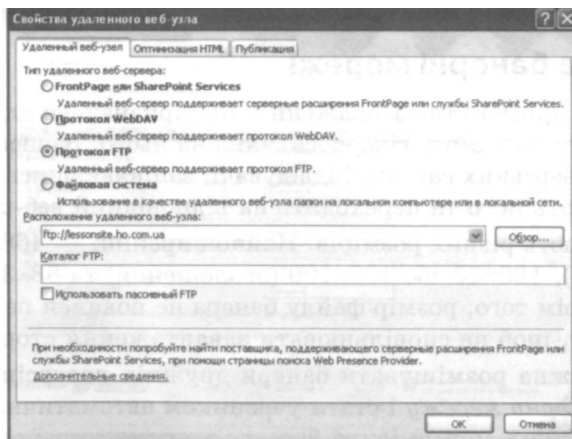 Свойства удаленного веб-узла
Удаленный веб-узел Оптимизация HTML Публикация
Тип удаленного веб-сервера:
FrontPage или SharePoint Services
Удаленный веб-сервер поддерживает серверные расширения FrontPage или службы SharePoint Services.
Протокол WebDAV
Удаленный веб-сервер поддерживает протокол WebDAV.
Протокол FTP
Удаленный веб-сервер поддерживает протокол FTP.
Файловая система
Использование в качестве удаленного веб-узла папки на локальном компьютере или в локальной сети.
Расположение удаленного веб-узла:
ftp://lessonsite.ho.com.ua Обзор...
Каталог FTP:
Использовать пассивный FTP
При необходимости попробуйте найти поставщика, поддерживающего серверные расширения FrontPage или
службы SharePoint Services, при помощи страницы поиска Web Presence Provider.
Дополнительные сведения.
ОК Отмена